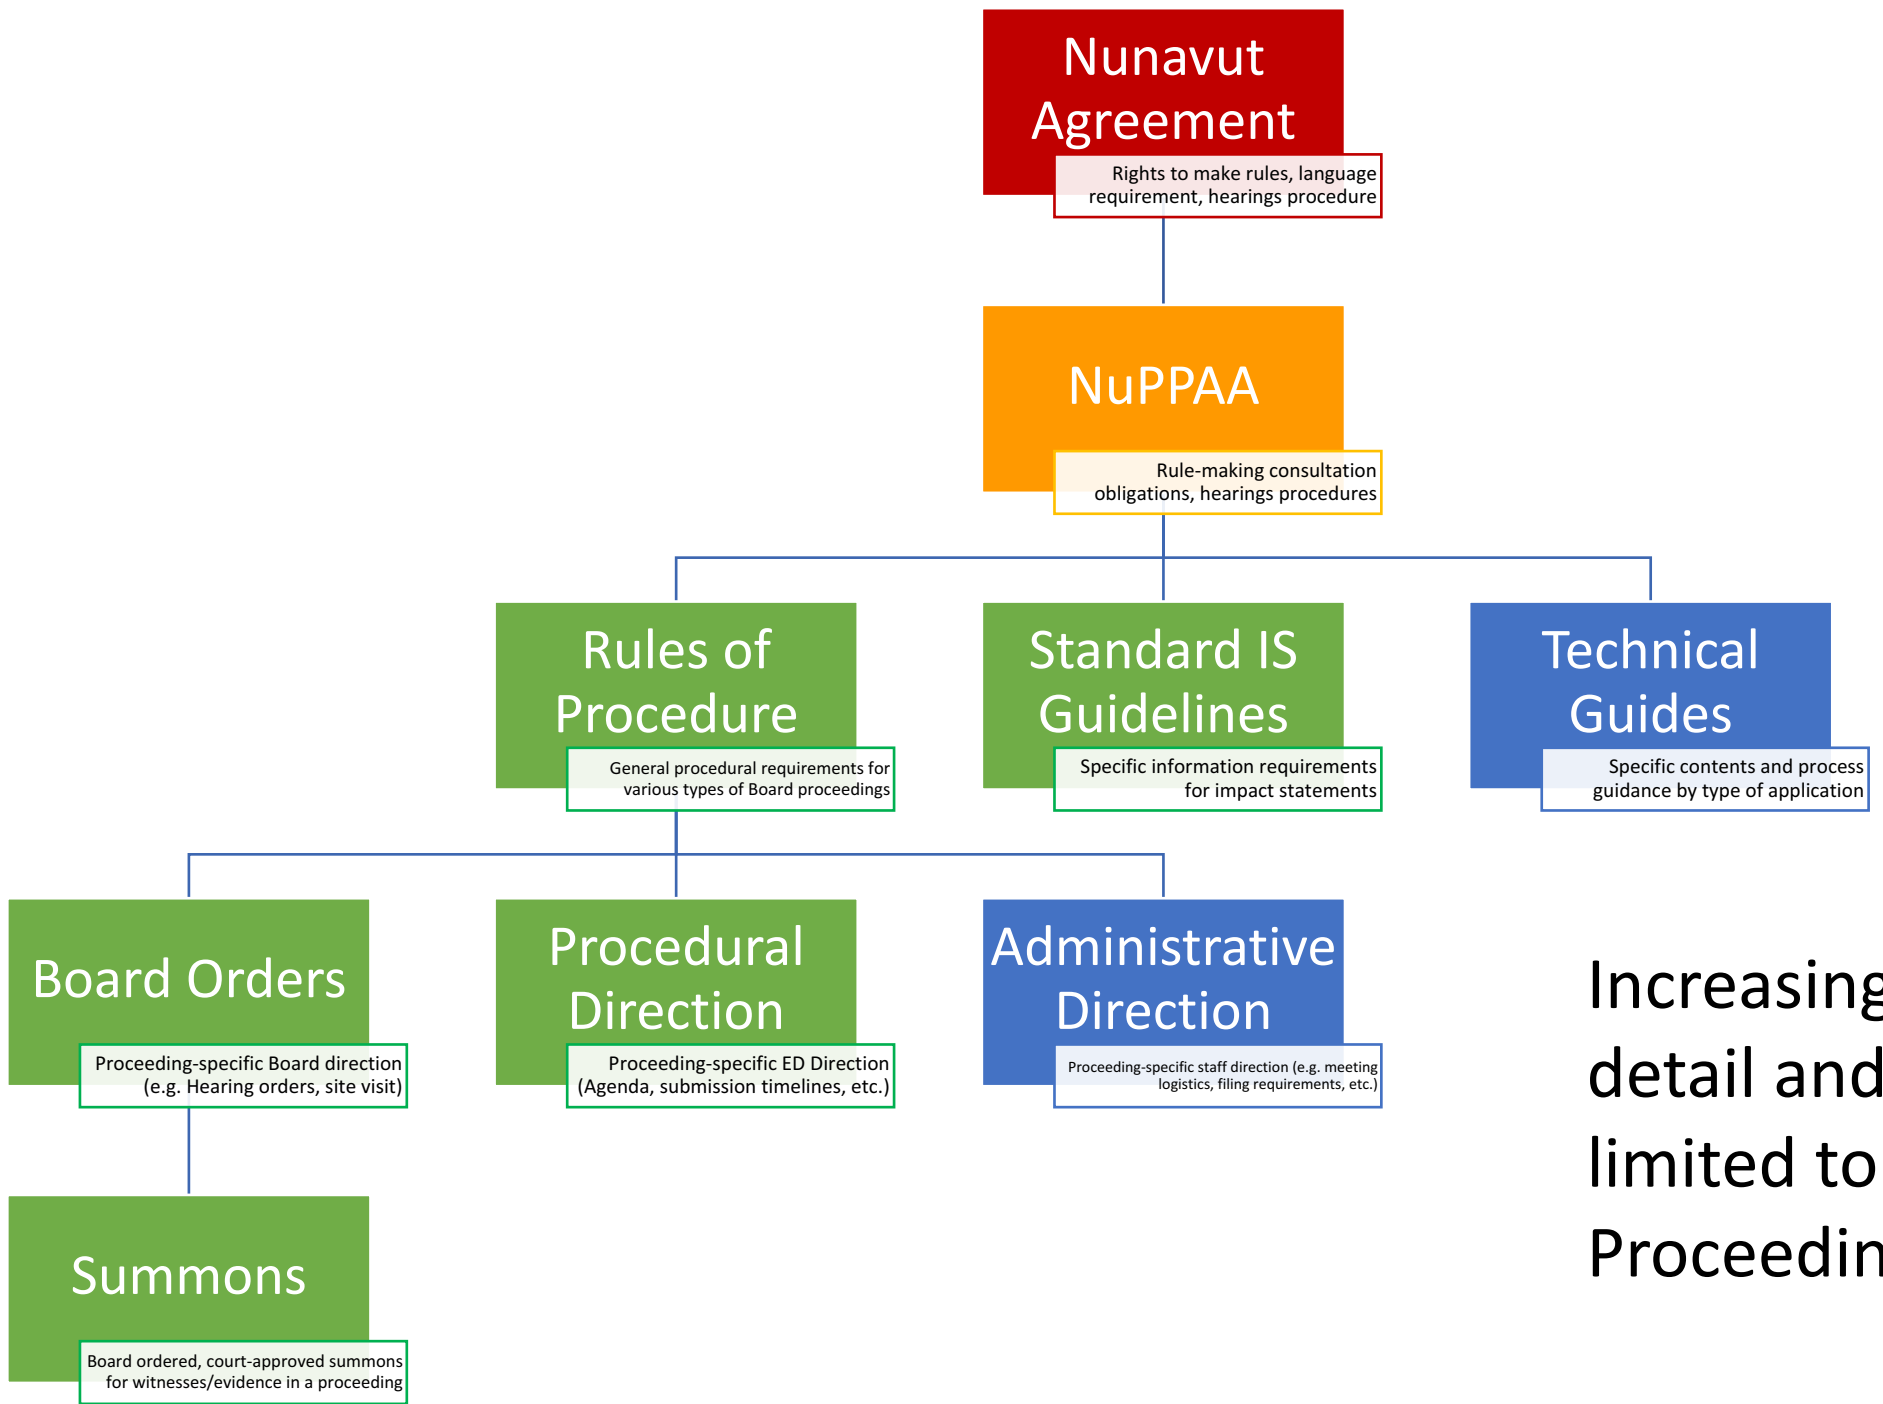 Nunavut
Agreement
Rights to make rules, language
requirement, hearings procedure
NuPPAA
Rule-making consultation
obligations, hearings procedures
Rules of
Procedure
General procedural requirements for
various types of Board proceedings
Standard IS
Guidelines
Specific information requirements
for impact statements
Technical
Guides
Specific contents and process
guidance by type of application
Board Orders
Proceeding-specific Board direction
(e.g. Hearing orders, site visit)
Procedural
Direction
Proceeding-specific ED Direction
(Agenda, submission timelines, etc.)
Administrative
Direction
Proceeding-specific staff direction (e.g. meeting
logistics, filing requirements, etc.)
Summons
Board ordered, court-approved summons
for witnesses/evidence in a proceeding
Increasing
detail and
limited to
Proceedin